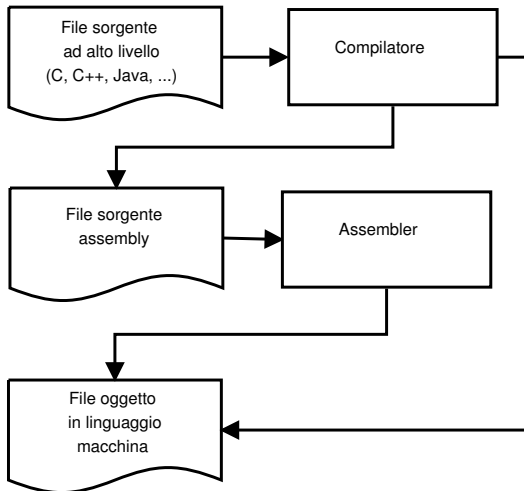 File sorgente
ad alto livello
(C, C++, Java, ...)
Compilatore
File sorgente
assembly
Assembler
File oggetto
in linguaggio
macchina